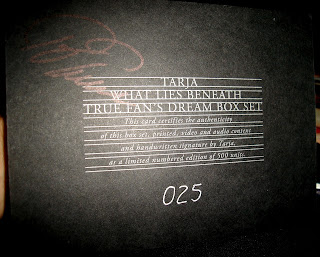 TARJA
WHAT LIES BENEATH
TRUE FAN'S DREAM BOX SET
This card certifies the authenticity
of this box set, printed, video and audio content
and handwritten signature by Tarja,
as a limited numbered edition of 500 units.
025